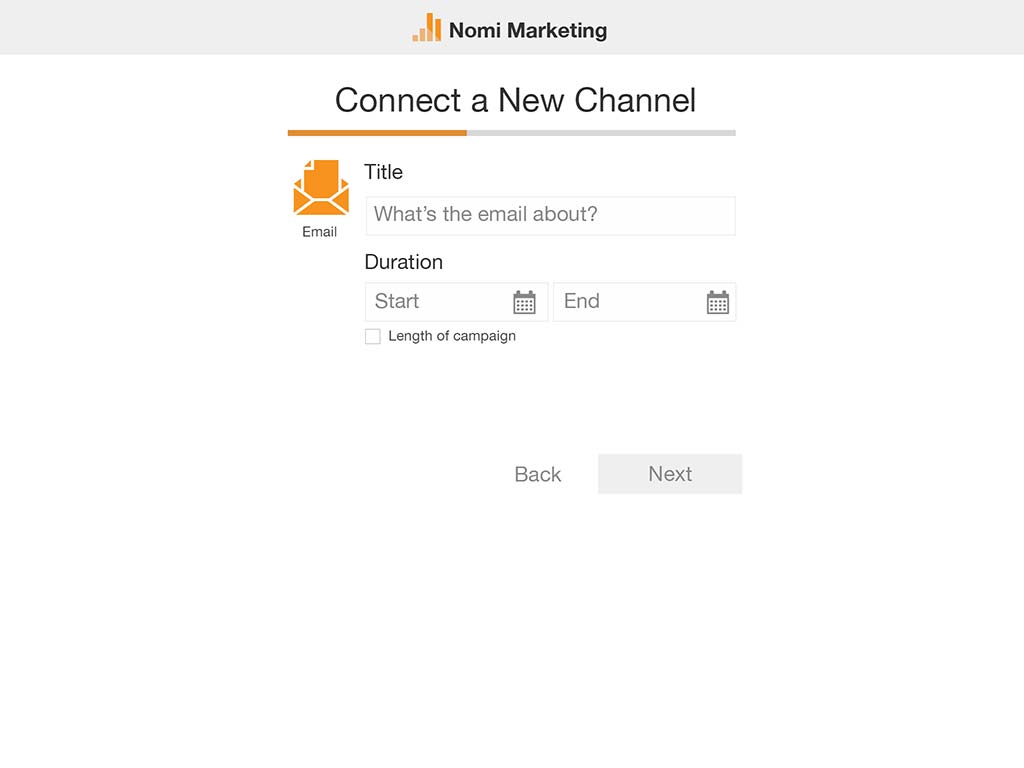 Nomi Marketing
Connect a New Channel
Title
What’s the email about?
Email
Duration
Start
End
Length of campaign
Back
Next